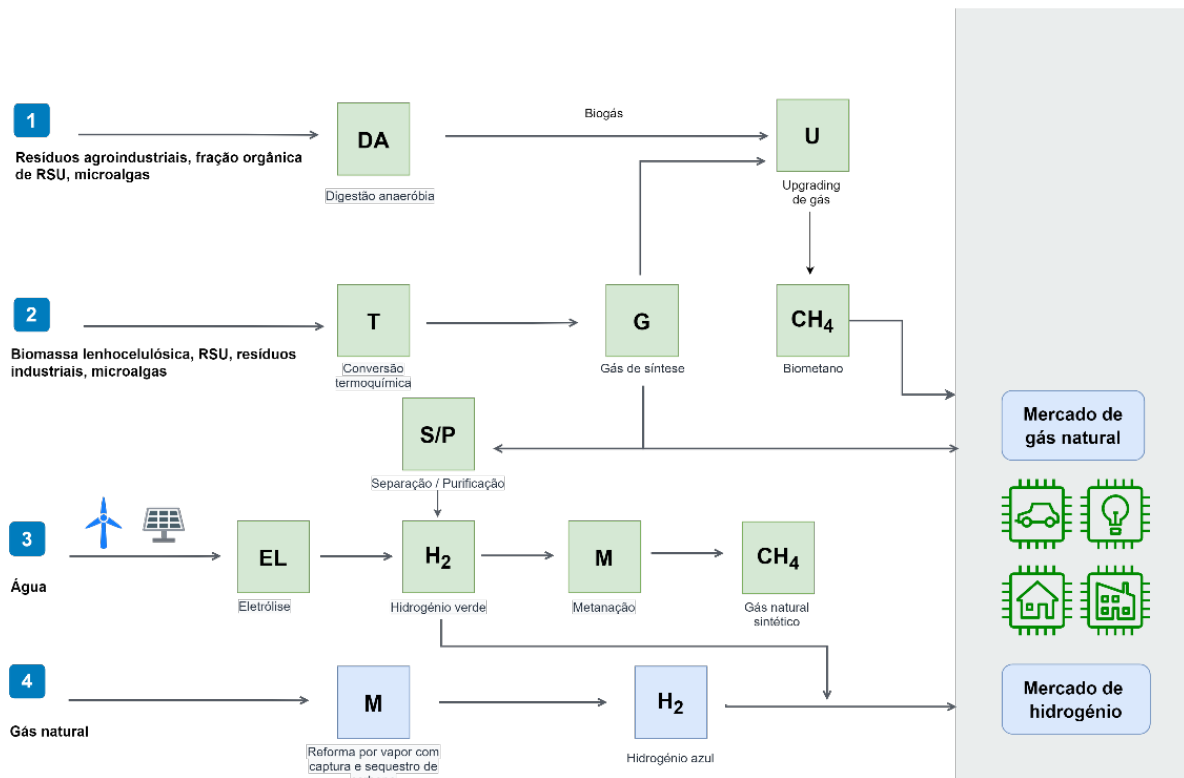 1
Resíduos agroindustriais, fração orgânica
de RSU, microalgas
DA
Digestão anaeróbia
Biogás
U
Upgrading
de gás
2
Biomassa lenhocelulósica, RSU, resíduos
industriais, microalgas
T
Conversão
termoquímica
G
Gás de síntese
CH4
Biometano
S/P
Separação / Purificação
3
Água
EL
Eletrólise
H2
Hidrogénio verde
M
Metanação
CH4
Gás natural
sintético
4
Gás natural
M
Reforma por vapor com
captura e sequestro de
H2
Hidrogénio azul
Mercado de
gás natural
Mercado de
hidrogénio